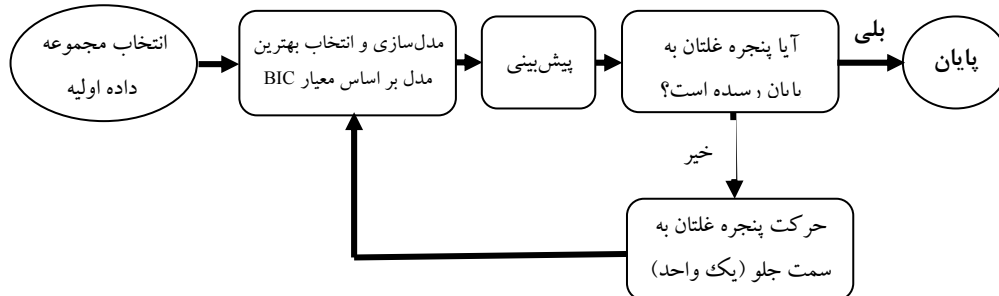 انتخاب مجموعه
داده اولیه
مدل‌سازی و انتخاب بهترین
مدل بر اساس معیار BIC
پیش‌بینی
آیا پنجره غلتان به
پایان رسیده است؟
بلی
پایان
خیر
حرکت پنجره غلتان به
سمت جلو (یک واحد)